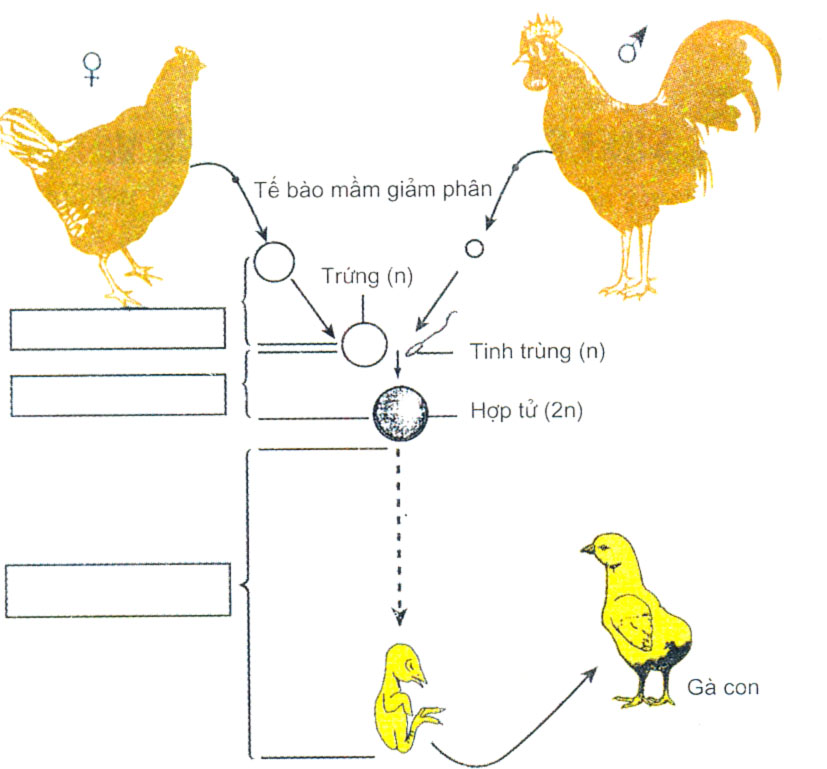 ♀
♂
Tế bào mầm giảm phân
Trứng (n)
Tinh trùng (n)
Hợp tử (2n)
Gà con